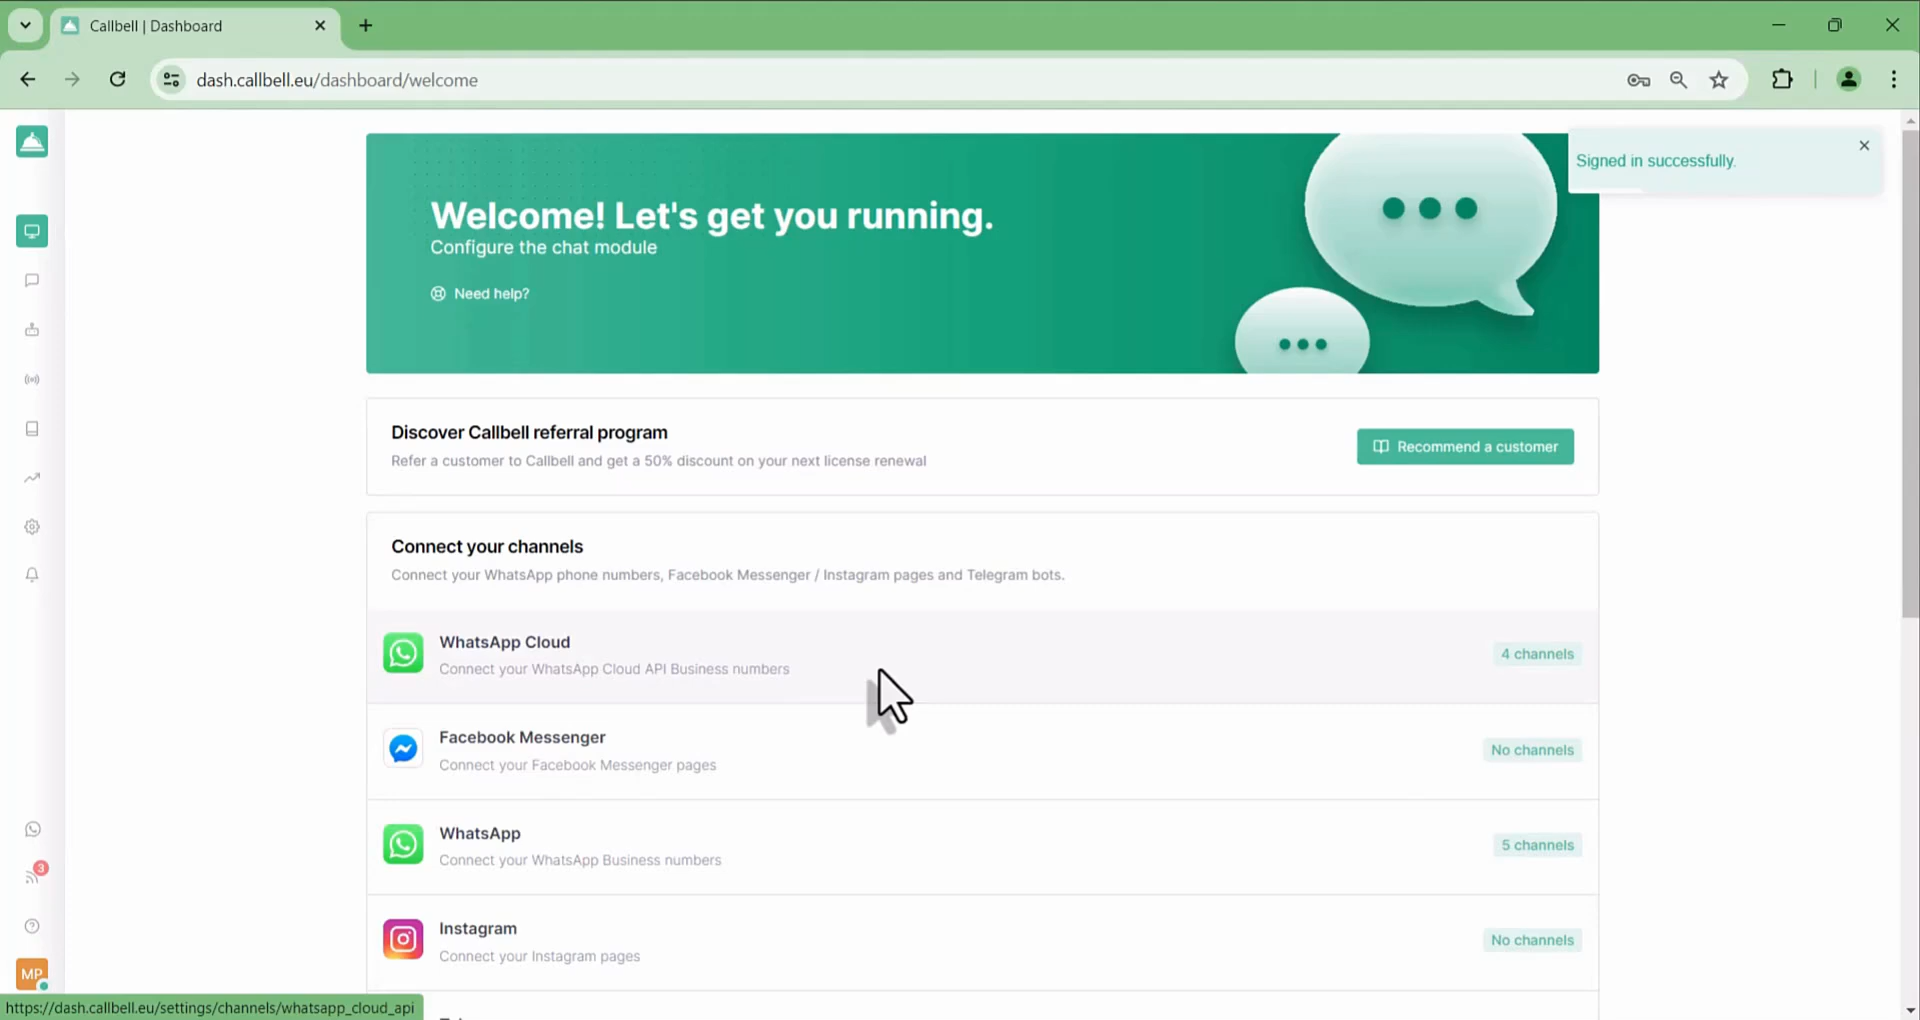 Callbell | Dashboard
dash.callbell.eu/dashboard/welcome
Signed in successfully.
Welcome! Let's get you running.
Configure the chat module
Need help?
Discover Callbell referral program
Refer a customer to Callbell and get a 50% discount on your next license renewal
Recommend a customer
Connect your channels
Connect your WhatsApp phone numbers, Facebook Messenger / Instagram pages and Telegram bots.
WhatsApp Cloud
Connect your WhatsApp Cloud API Business numbers
4 channels
Facebook Messenger
Connect your Facebook Messenger pages
No channels
WhatsApp
Connect your WhatsApp Business numbers
5 channels
Instagram
Connect your Instagram pages
No channels
3
MP
https://dash.callbell.eu/settings/channels/whatsapp_cloud_api